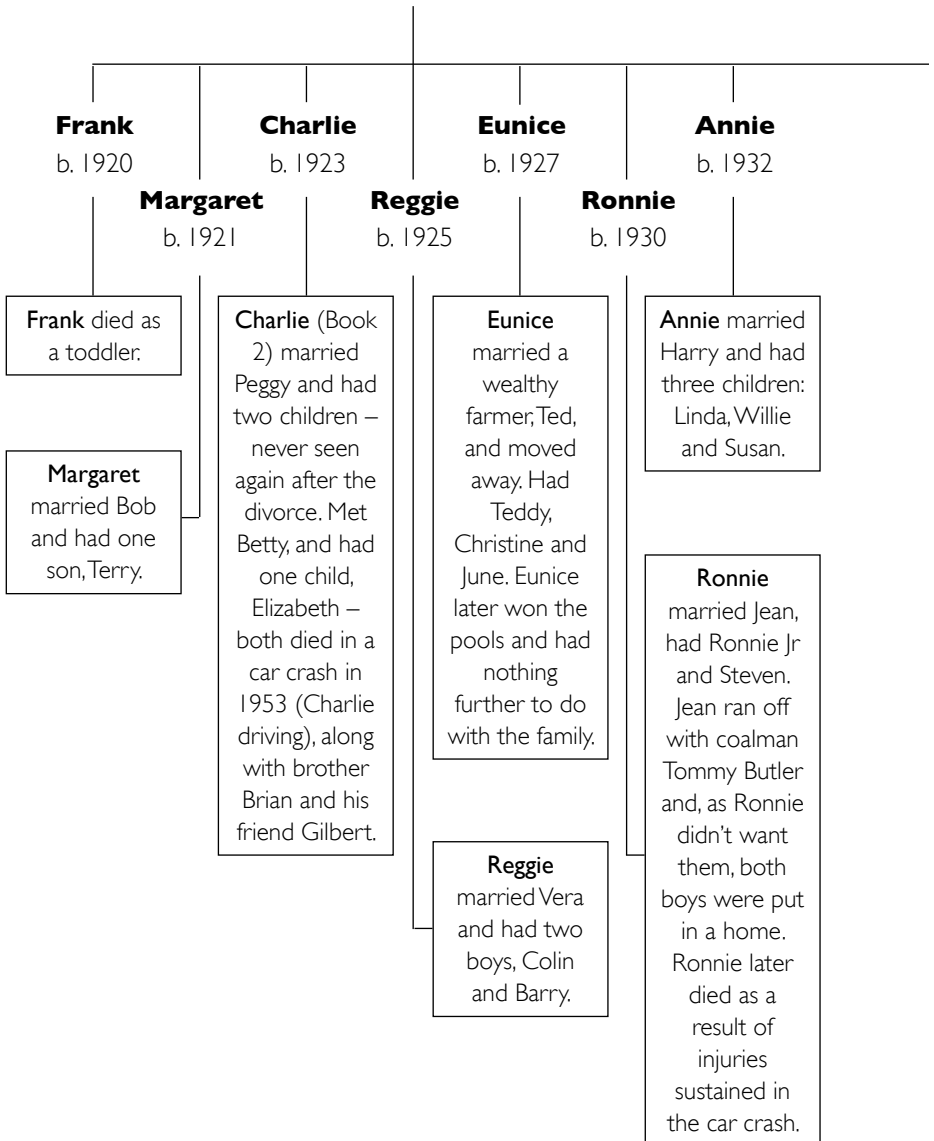 Frank
b. 1920
Margaret
b. 1921
Charlie
b. 1923
Reggie
b. 1925
Eunice
b. 1927
Ronnie
b. 1930
Annie
b. 1932
Frank died as
a toddler.
Margaret
married Bob
and had one
son, Terry.
Charlie (Book
2) married
Peggy and had
two children –
never seen
again after the
divorce. Met
Betty, and had
one child,
Elizabeth –
both died in a
car crash in
1953 (Charlie
driving), along
with brother
Brian and his
friend Gilbert.
Reggie
married Vera
and had two
boys, Colin
and Barry.
Eunice
married a
wealthy
farmer, Ted,
and moved
away. Had
Teddy,
Christine and
June. Eunice
later won the
pools and had
nothing
further to do
with the family.
Ronnie
married Jean,
had Ronnie Jr
and Steven.
Jean ran off
with coalman
Tommy Butler
and, as Ronnie
didn't want
them, both
boys were put
in a home.
Ronnie later
died as a
result of
injuries
sustained in
the car crash.
Annie married
Harry and had
three children:
Linda, Willie
and Susan.